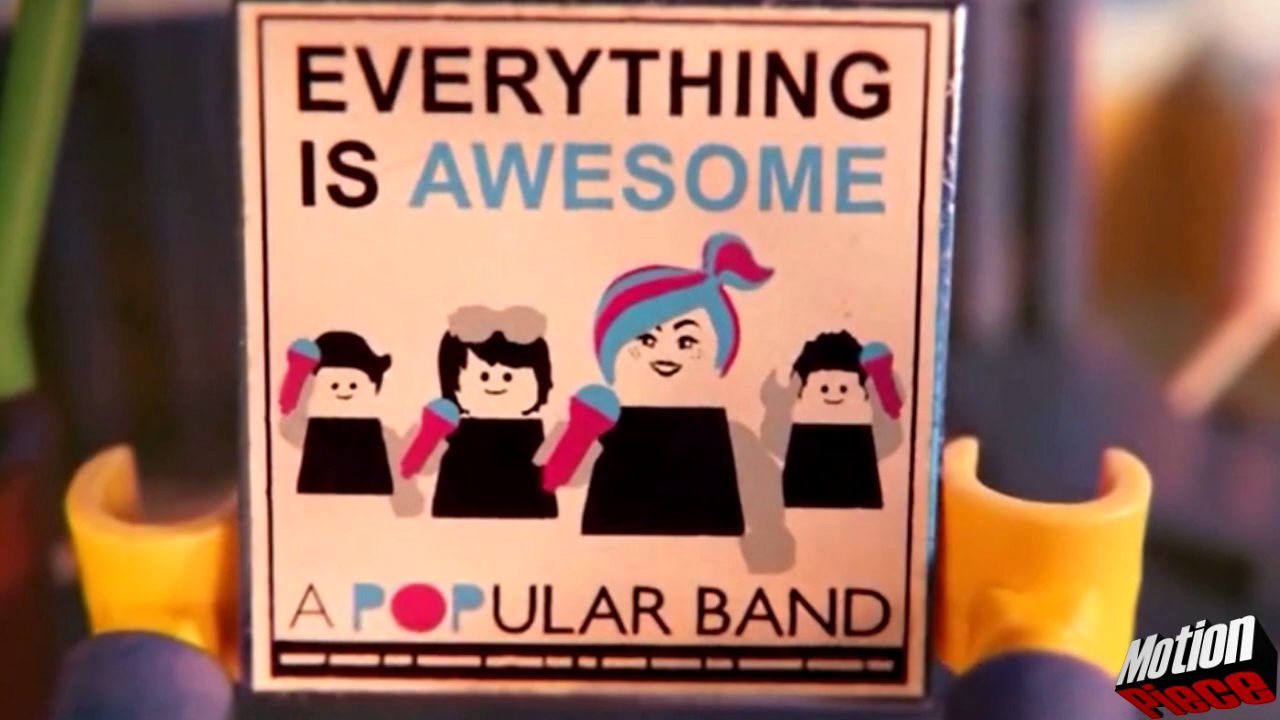 EVERYTHING
IS AWESOME
A POPULAR BAND
Motion
Piece